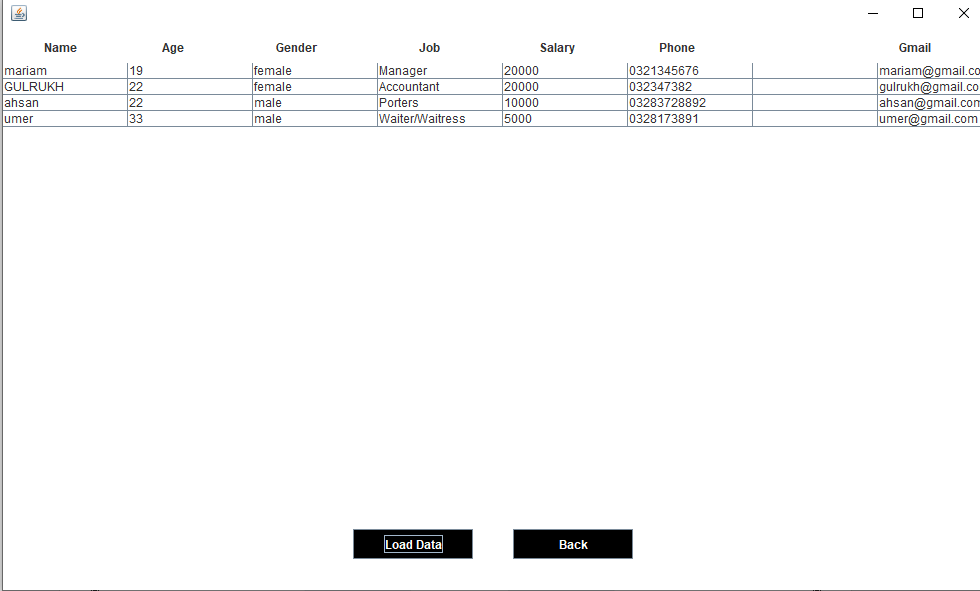 Name Age Gender Job Salary Phone Gmail
mariam 19 female Manager 20000 0321345676 mariam@gmail.co
GULRUKH 22 female Accountant 20000 032347382 gulrukh@gmail.co
ahsan 22 male Porters 10000 03283728892 ahsan@gmail.com
umer 33 male Waiter/Waitress 5000 0328173891 umer@gmail.com
Load Data Back